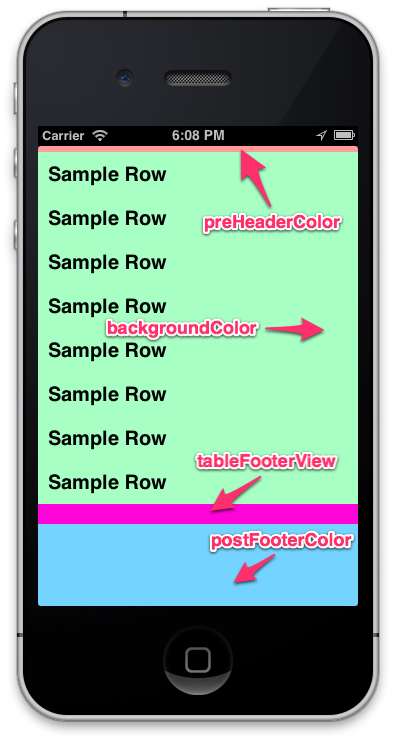 Carrier 6:08 PM
Sample Row
Sample Row
preHeaderColor
Sample Row
Sample Row
backgroundColor
Sample Row
Sample Row
Sample Row
tableFooterView
Sample Row
postFooterColor